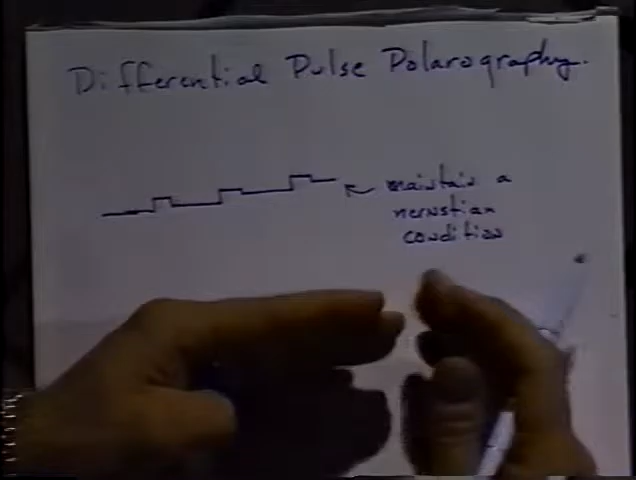 Differential Pulse Polarography.
maintain a
nernstian
condition